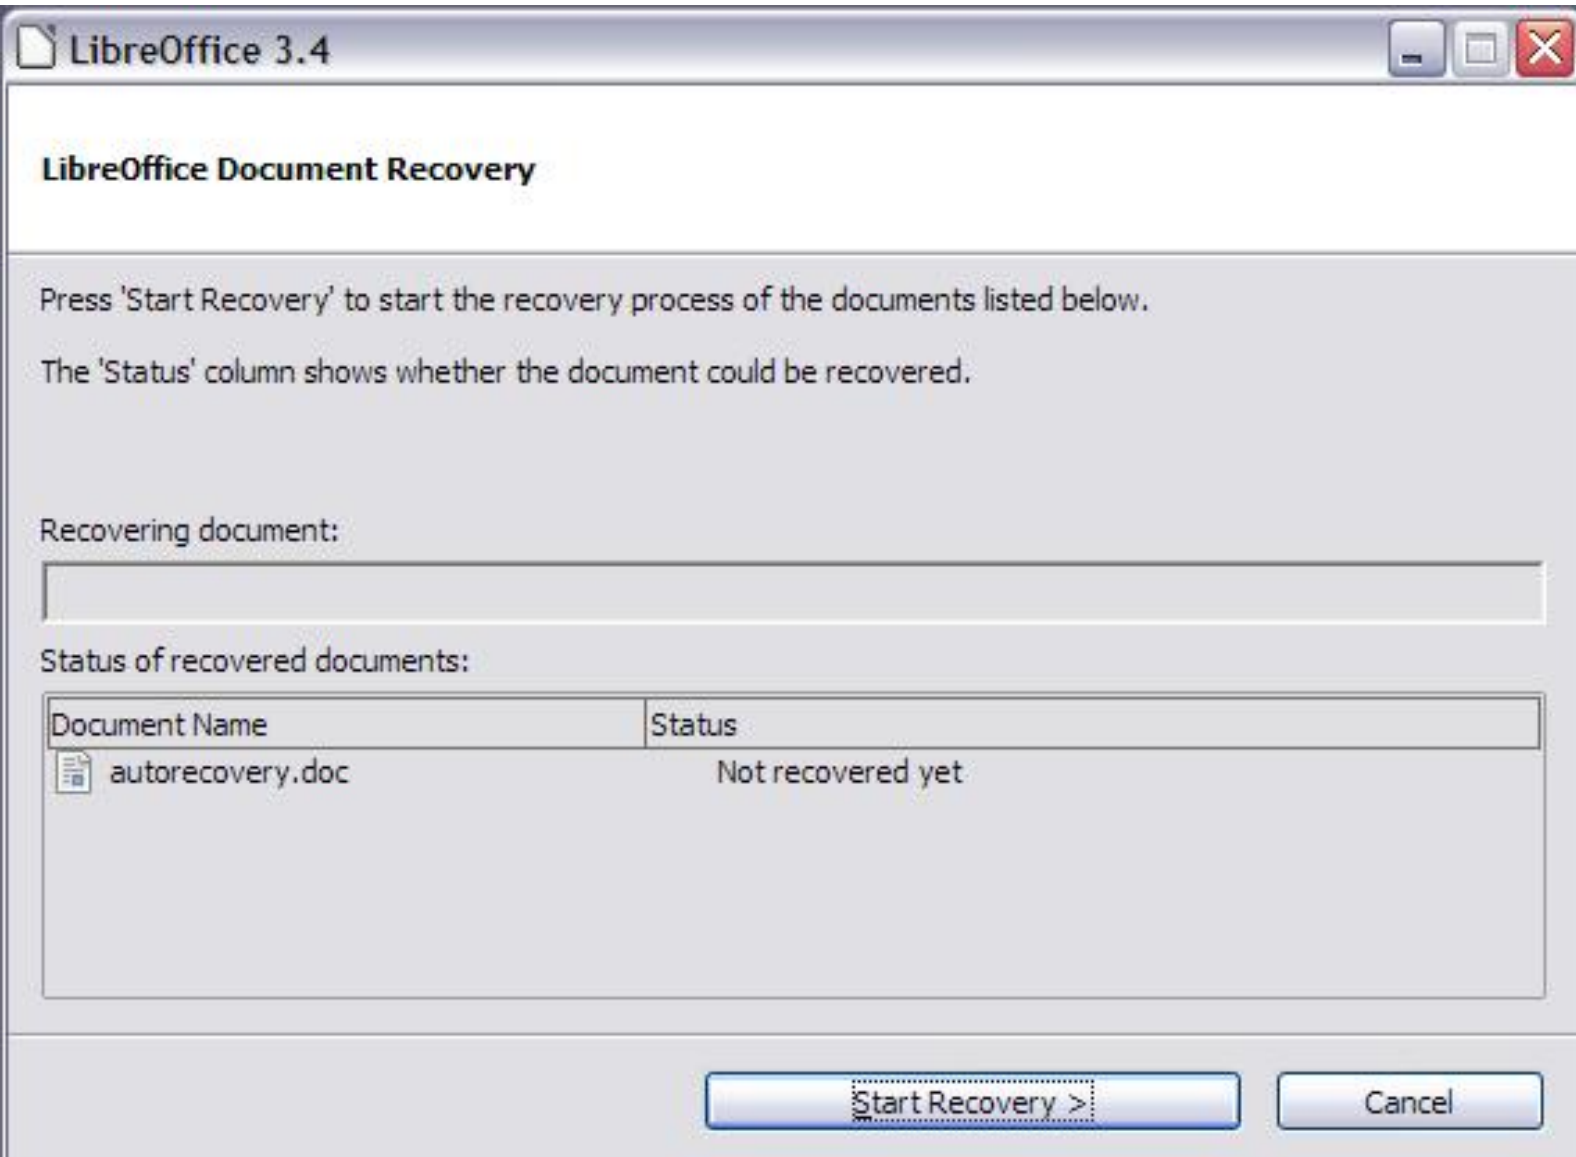 LibreOffice 3.4
LibreOffice Document Recovery
Press 'Start Recovery' to start the recovery process of the documents listed below.
The 'Status' column shows whether the document could be recovered.
Recovering document:
Status of recovered documents:
Document Name Status
autorecovery.doc Not recovered yet
Start Recovery > Cancel